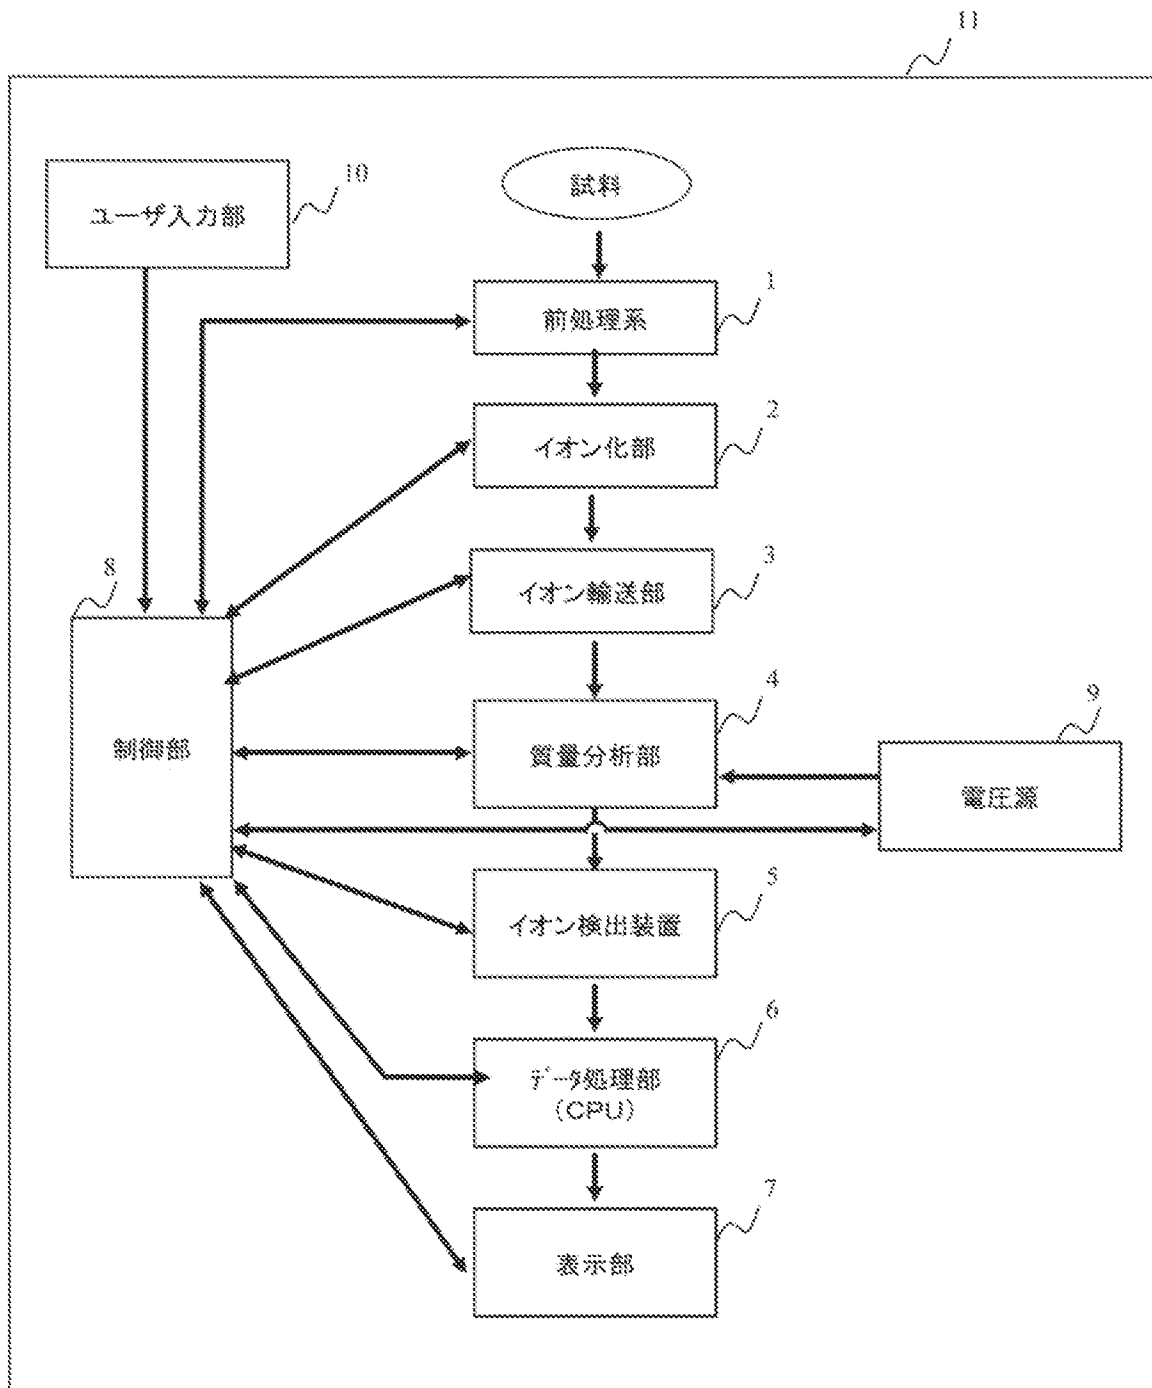 11
10
ユーザ入力部
試料
1
前処理系
2
イオン化部
3
イオン輸送部
8
制御部
4
質量分析部
9
電圧源
5
イオン検出装置
6
データ処理部
(CPU)
7
表示部